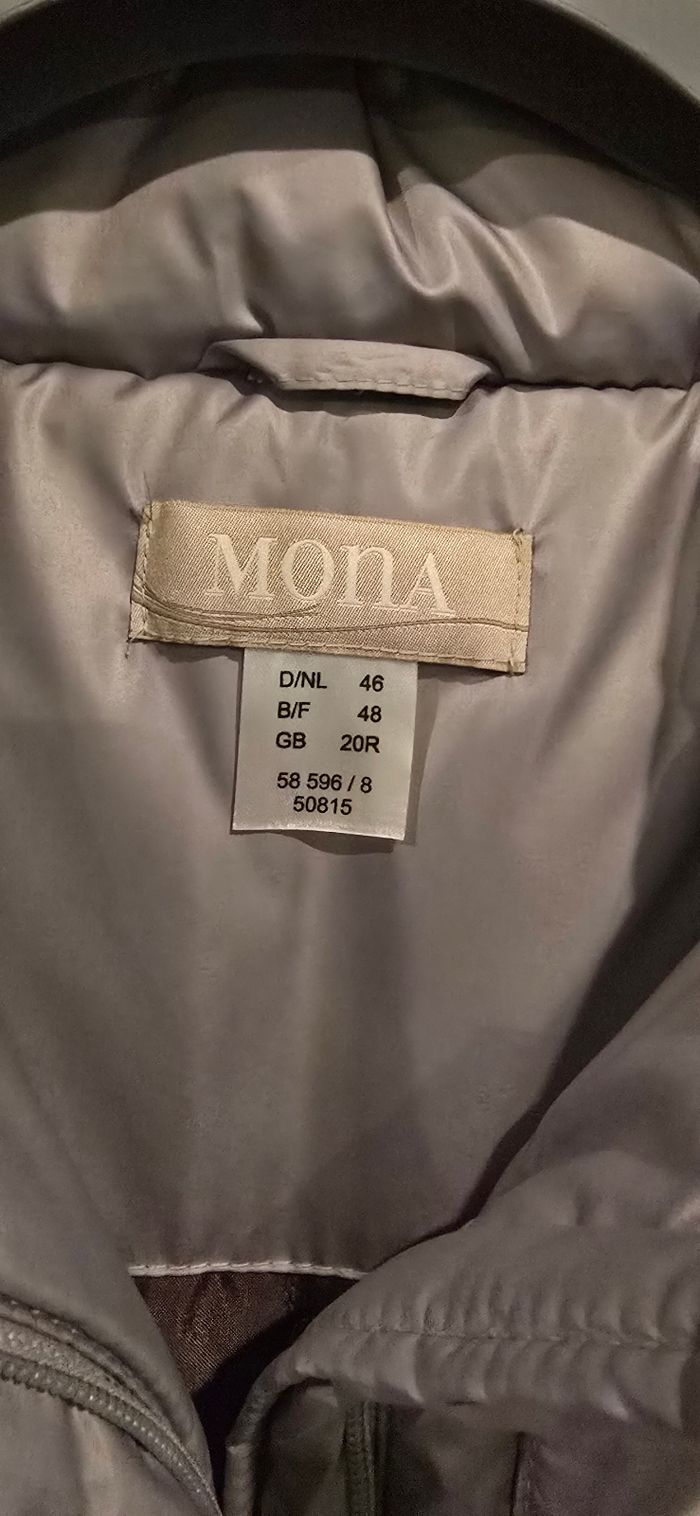 MONA
D/NL 46
B/F 48
GB 20R
58 596 / 8
50815